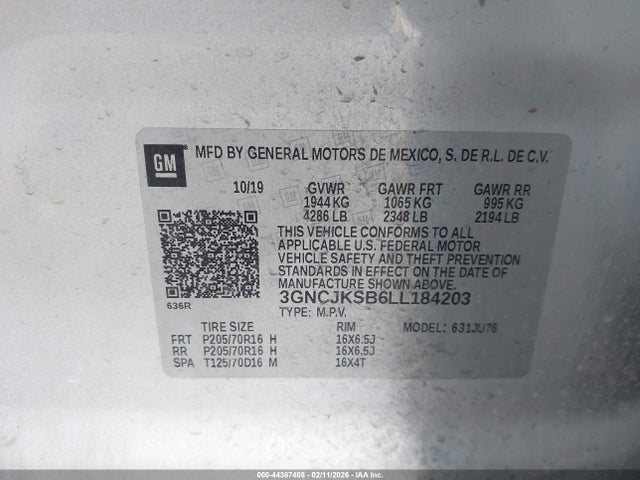 GM
MFD BY GENERAL MOTORS DE MEXICO, S. DE R.L. DE C.V.
10/19 GVWR GAWR FRT GAWR RR
1944 KG 1065 KG 995 KG
4286 LB 2348 LB 2194 LB
THIS VEHICLE CONFORMS TO ALL
APPLICABLE U.S. FEDERAL MOTOR
VEHICLE SAFETY AND THEFT PREVENTION
STANDARDS IN EFFECT ON THE DATE OF
MANUFACTURE SHOWN ABOVE.
636R
3GNCJKSB6LL184203
TYPE: M.P.V.
TIRE SIZE RIM MODEL: 631JU76
FRT P205/70R16 H 16X6.5J
RR P205/70R16 H 16X6.5J
SPA T125/70D16 M 16X4T
000-44367408 - 02/11/2026 - IAAI.com